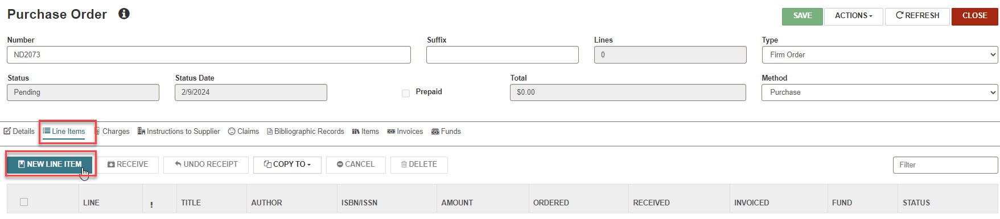 Purchase Order
SAVE ACTIONS REFRESH CLOSE
Number Suffix Lines Type
ND2073 0 Firm Order
Status Status Date Prepaid Total Method
Pending 2/9/2024 $0.00 Purchase
Details Line Items Charges Instructions to Supplier Claims Bibliographic Records Items Invoices Funds
NEW LINE ITEM RECEIVE UNDO RECEIPT COPY TO CANCEL DELETE Filter
LINE ! TITLE AUTHOR ISBN/ISSN AMOUNT ORDERED RECEIVED INVOICED FUND STATUS